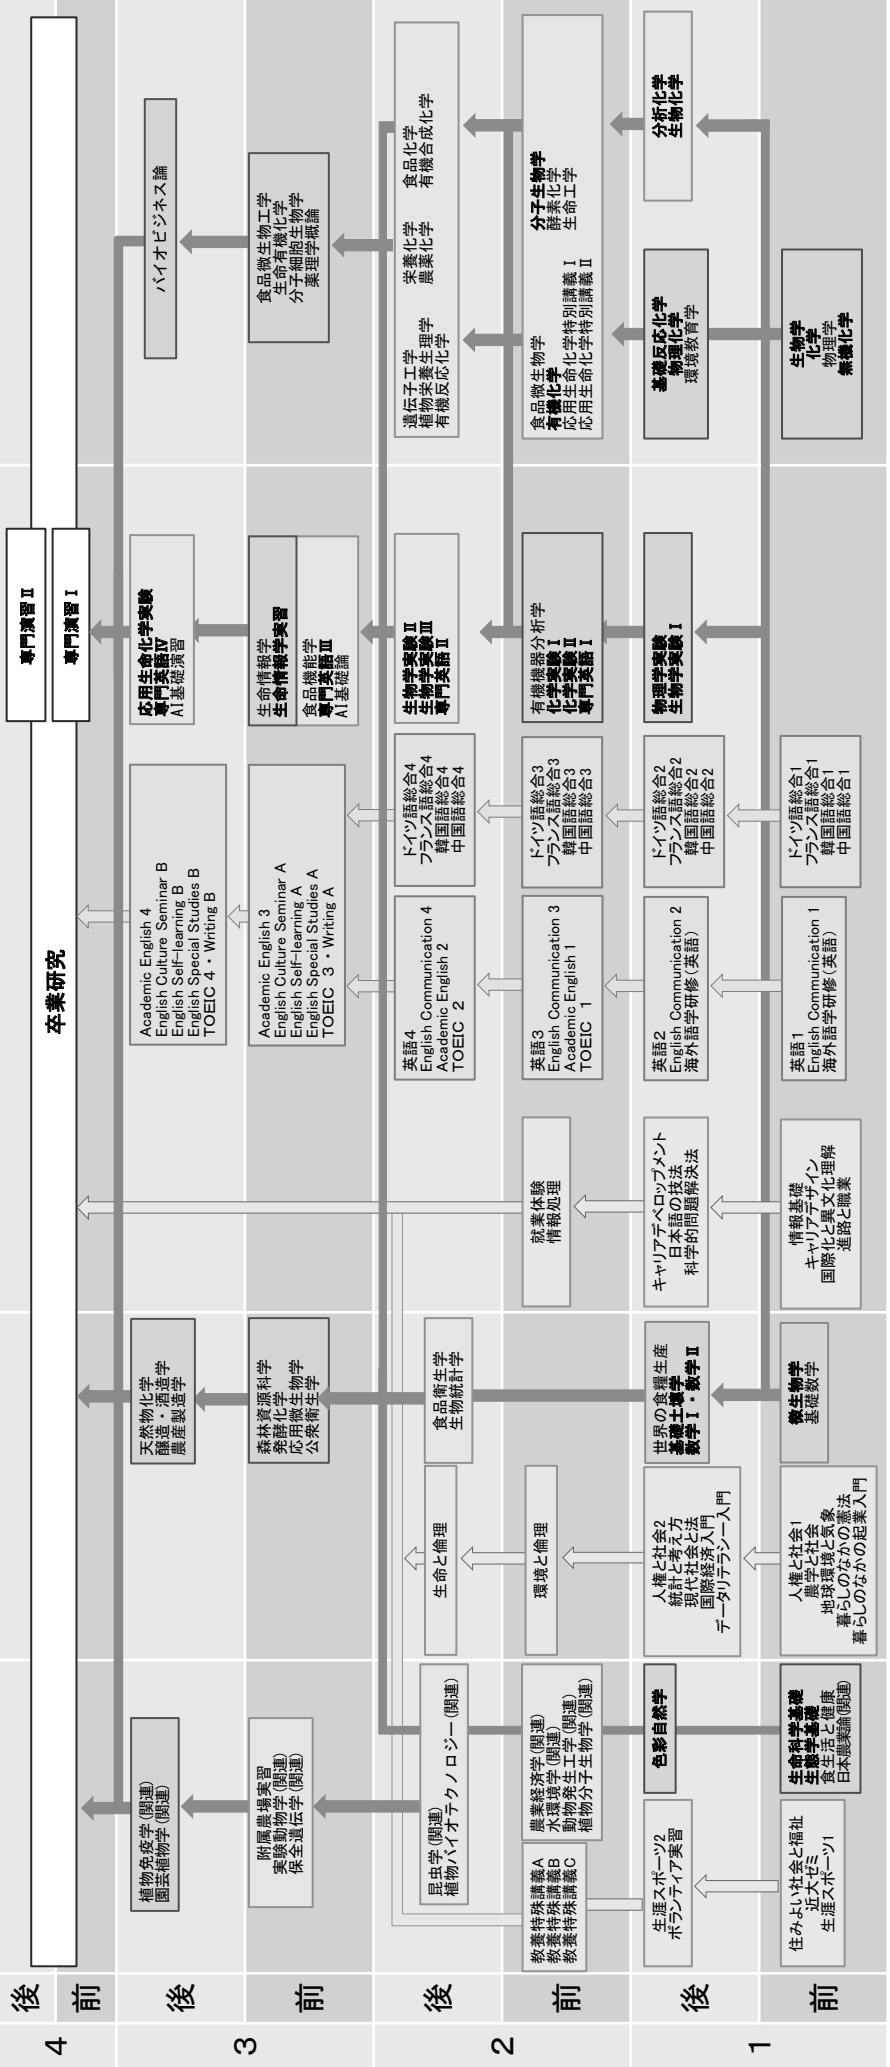 4
後
前
3
後
前
2
後
前
1
後
前
卒業研究
専門演習Ⅱ
専門演習Ⅰ
植物免疫学(関連)
園芸植物学(関連)
天然物化学
醸造・酒造学
農産製造学
Academic English 4
English Culture Seminar B
English Self-learning B
English Special Studies B
TOEIC 4・Writing B
応用生命化学実験
専門英語Ⅳ
AI基礎演習
バイオビジネス論
附属農場実習
実験動物学(関連)
保全遺伝学(関連)
森林資源科学
発酵化学
応用微生物学
公衆衛生学
Academic English 3
English Culture Seminar A
English Self-learning A
English Special Studies A
TOEIC 3・Writing A
生命情報学
生命情報学実習
食品機能学
専門英語Ⅲ
AI基礎論
食品微生物工学
生命有機化学
分子細胞生物学
薬理学概論
昆虫学(関連)
植物バイオテクノロジー(関連)
生命と倫理
食品衛生学
生物統計学
英語4
English Communication 4
Academic English 2
TOEIC 2
ドイツ語総合4
フランス語総合4
韓国語総合4
中国語総合4
生物学実験Ⅱ
生物学実験Ⅲ
専門英語Ⅱ
遺伝子工学
植物栄養生理学
有機反応化学
栄養化学
農薬化学
食品化学
有機合成化学
教養特殊講義A
教養特殊講義B
教養特殊講義C
農業経済学(関連)
水環境学(関連)
動物発生工学(関連)
植物分子生物学(関連)
環境と倫理
就業体験
情報処理
英語3
English Communication 3
Academic English 1
TOEIC 1
ドイツ語総合3
フランス語総合3
韓国語総合3
中国語総合3
有機機器分析学
化学実験Ⅰ
化学実験Ⅱ
専門英語Ⅰ
食品微生物学
有機化学
応用生命化学特別講義Ⅰ
応用生命化学特別講義Ⅱ
分子生物学
酵素化学
生命工学
生涯スポーツ2
ボランティア実習
色彩自然学
人権と社会2
統計と考え方
現代社会と法
国際経済入門
データリテラシー入門
世界の食糧生産
基礎土壌学
数学Ⅰ・数学Ⅱ
キャリアデベロップメント
日本語の技法
科学的問題解決法
英語2
English Communication 2
海外語学研修(英語)
ドイツ語総合2
フランス語総合2
韓国語総合2
中国語総合2
物理学実験
生物学実験Ⅰ
基礎反応化学
物理化学
環境教育学
分析化学
生物化学
住みよい社会と福祉
近大ゼミ
生涯スポーツ1
生命科学基礎
生態学基礎
食生活と健康
日本農業論(関連)
人権と社会1
農学と社会
地球環境と気象
暮らしのなかの憲法
暮らしのなかの起業入門
微生物学
基礎数学
情報基礎
キャリアデザイン
国際化と異文化理解
進路と職業
英語1
English Communication 1
海外語学研修(英語)
ドイツ語総合1
フランス語総合1
韓国語総合1
中国語総合1
生物学
化学
物理学
無機化学